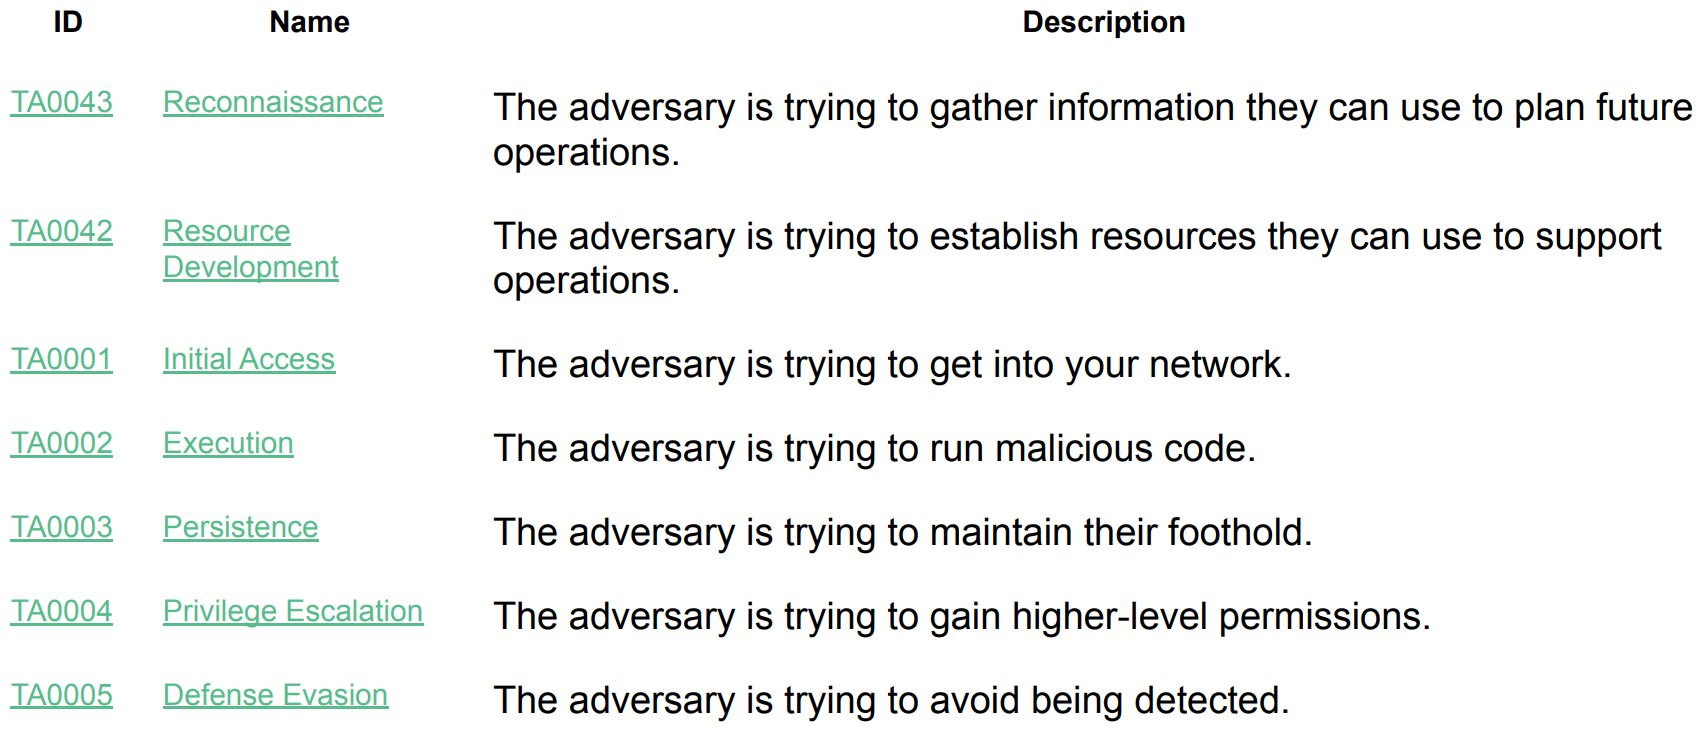 ID Name Description
TA0043 Reconnaissance The adversary is trying to gather information they can use to plan future
operations.
TA0042 Resource The adversary is trying to establish resources they can use to support
Development operations.
TA0001 Initial Access The adversary is trying to get into your network.
TA0002 Execution The adversary is trying to run malicious code.
TA0003 Persistence The adversary is trying to maintain their foothold.
TA0004 Privilege Escalation The adversary is trying to gain higher-level permissions.
TA0005 Defense Evasion The adversary is trying to avoid being detected.